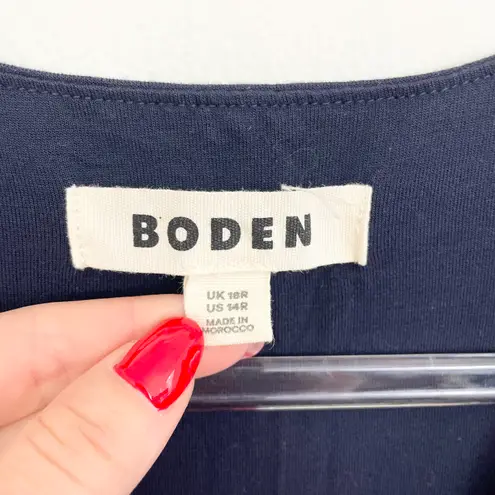 BODEN
UK 18R
US 14R
MADE IN
MOROCCO